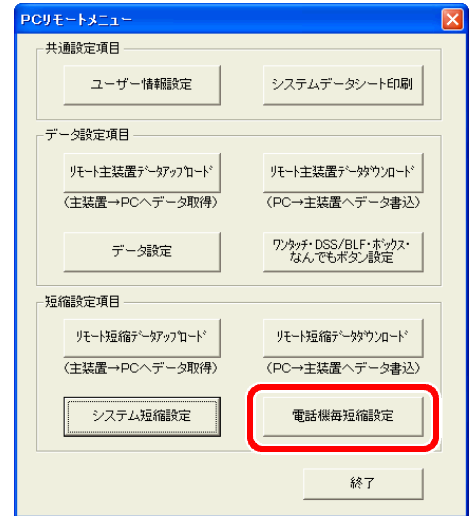 PCリモートメニュー
共通設定項目
ユーザー情報設定
システムデータシート印刷
データ設定項目
ﾘﾓｰﾄ主装置ﾃﾞｰﾀｱｯﾌﾟﾛｰﾄﾞ
ﾘﾓｰﾄ主装置ﾃﾞｰﾀﾀﾞｳﾝﾛｰﾄﾞ
(主装置→PCへデータ取得)
(PC→主装置へデータ書込)
データ設定
ﾜﾝﾀｯﾁ・DSS/BLF・ﾎﾞｯｸｽ・
なんでもボタン設定
短縮設定項目
ﾘﾓｰﾄ短縮ﾃﾞｰﾀｱｯﾌﾟﾛｰﾄﾞ
ﾘﾓｰﾄ短縮ﾃﾞｰﾀﾀﾞｳﾝﾛｰﾄﾞ
(主装置→PCへデータ取得)
(PC→主装置へデータ書込)
システム短縮設定
電話機毎短縮設定
終了